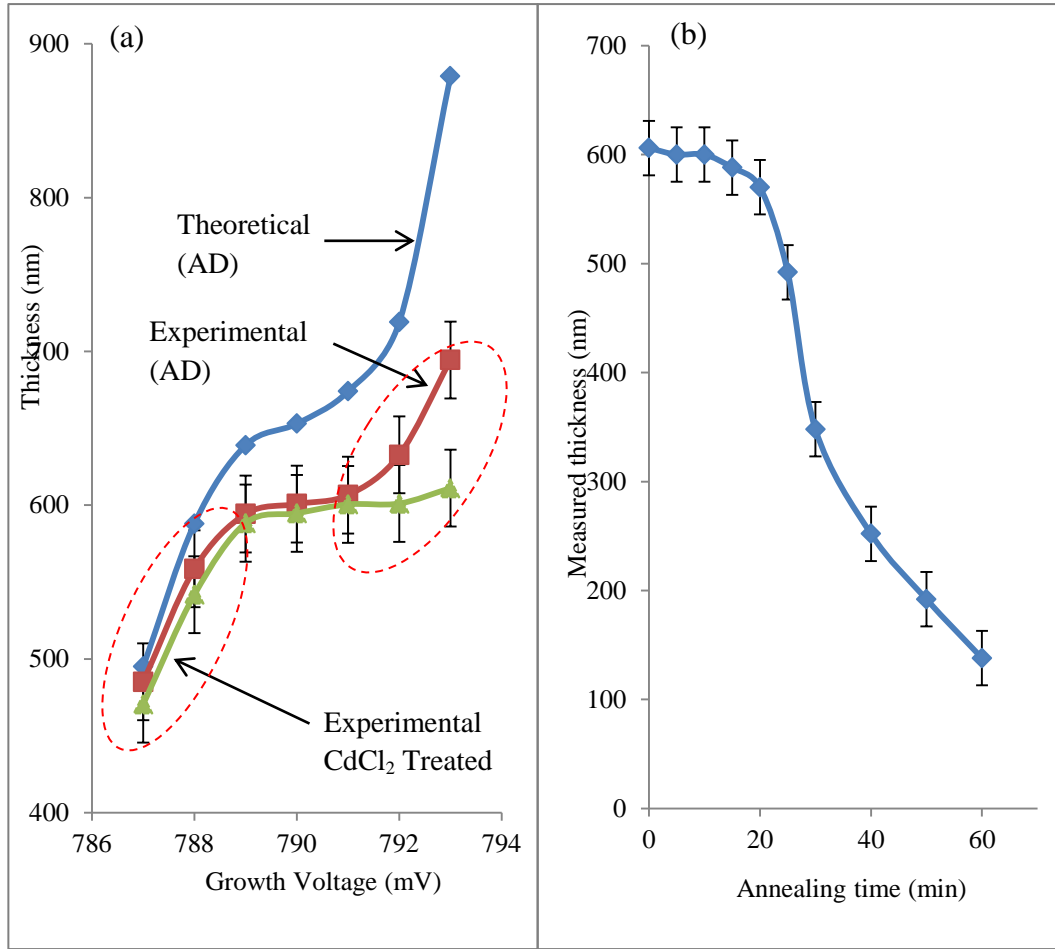 (a)
900
800
700
600
500
400
786
788
790
792
794
Thickness (nm)
Growth Voltage (mV)
Theoretical
(AD)
Experimental
(AD)
Experimental
CdCl₂ Treated
(b)
700
600
500
400
300
200
100
0
0
20
40
60
Measured thickness (nm)
Annealing time (min)